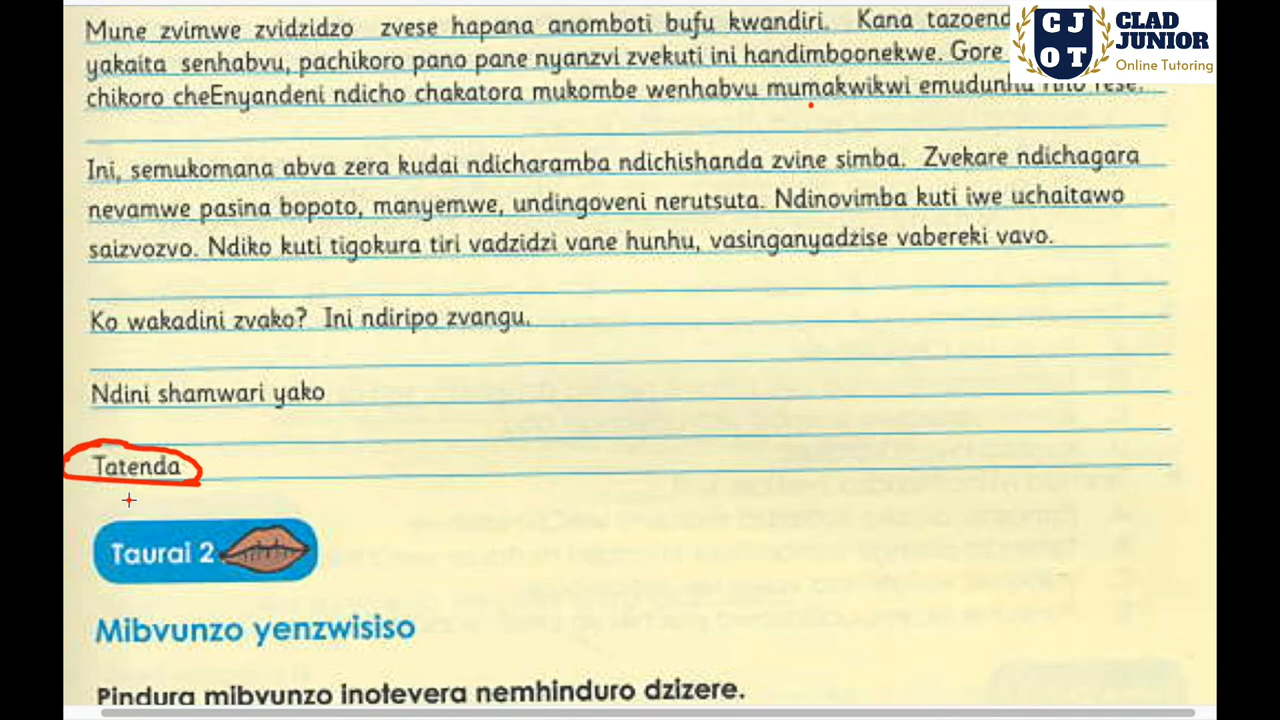 Mune zvimwe zvidzidzo zvese hapana anomboti bufu kwandiri. Kana
yakaita senhabvu, pachikoro pano pane nyanzvi zvekuti ini handimboonekwe. Gore
chikoro cheEnyandeni ndicho chakatora mukombe wenhabvu mumakwikwi emudunhu
Ini, semukomana abva zera kudai ndicharamba ndichishanda zvine simba. Zvekare ndichagara
nevamwe pasina bopoto, manyemwe, undingoveni nerutsuta. Ndinovimba kuti iwe uchaitawo
saizvozvo. Ndiko kuti tigokura tiri vadzidzi vane hunhu, vasinganyadzise vabereki vavo.
Ko wakadini zvako? Ini ndiripo zvangu.
Ndini shamwari yako
Tatenda
Taurai 2
Mibvunzo yenzwisiso
Pindura mibvunzo inotevera nemhinduro dzizere.
CJOT
CLAD
JUNIOR
Online Tutoring